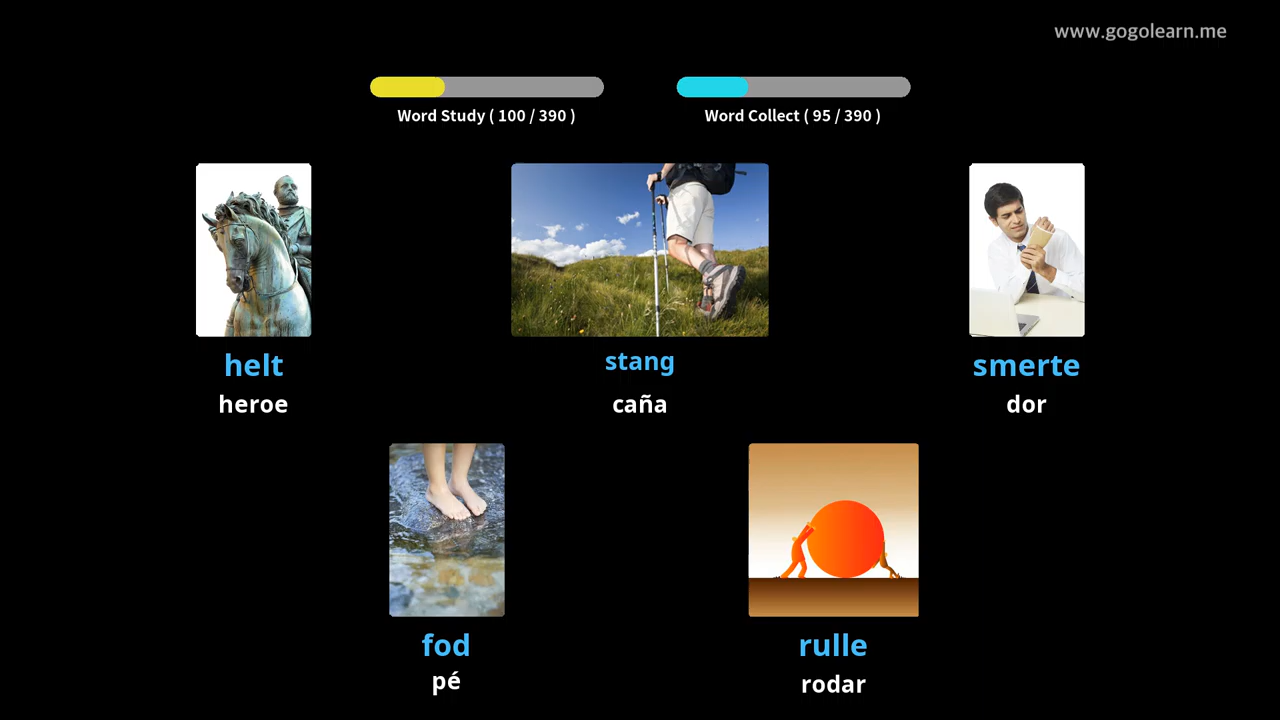 www.gogolearn.me
Word Study ( 100 / 390 )
Word Collect ( 95 / 390 )
helt
heroe
stang
caña
smerte
dor
fod
pé
rulle
rodar